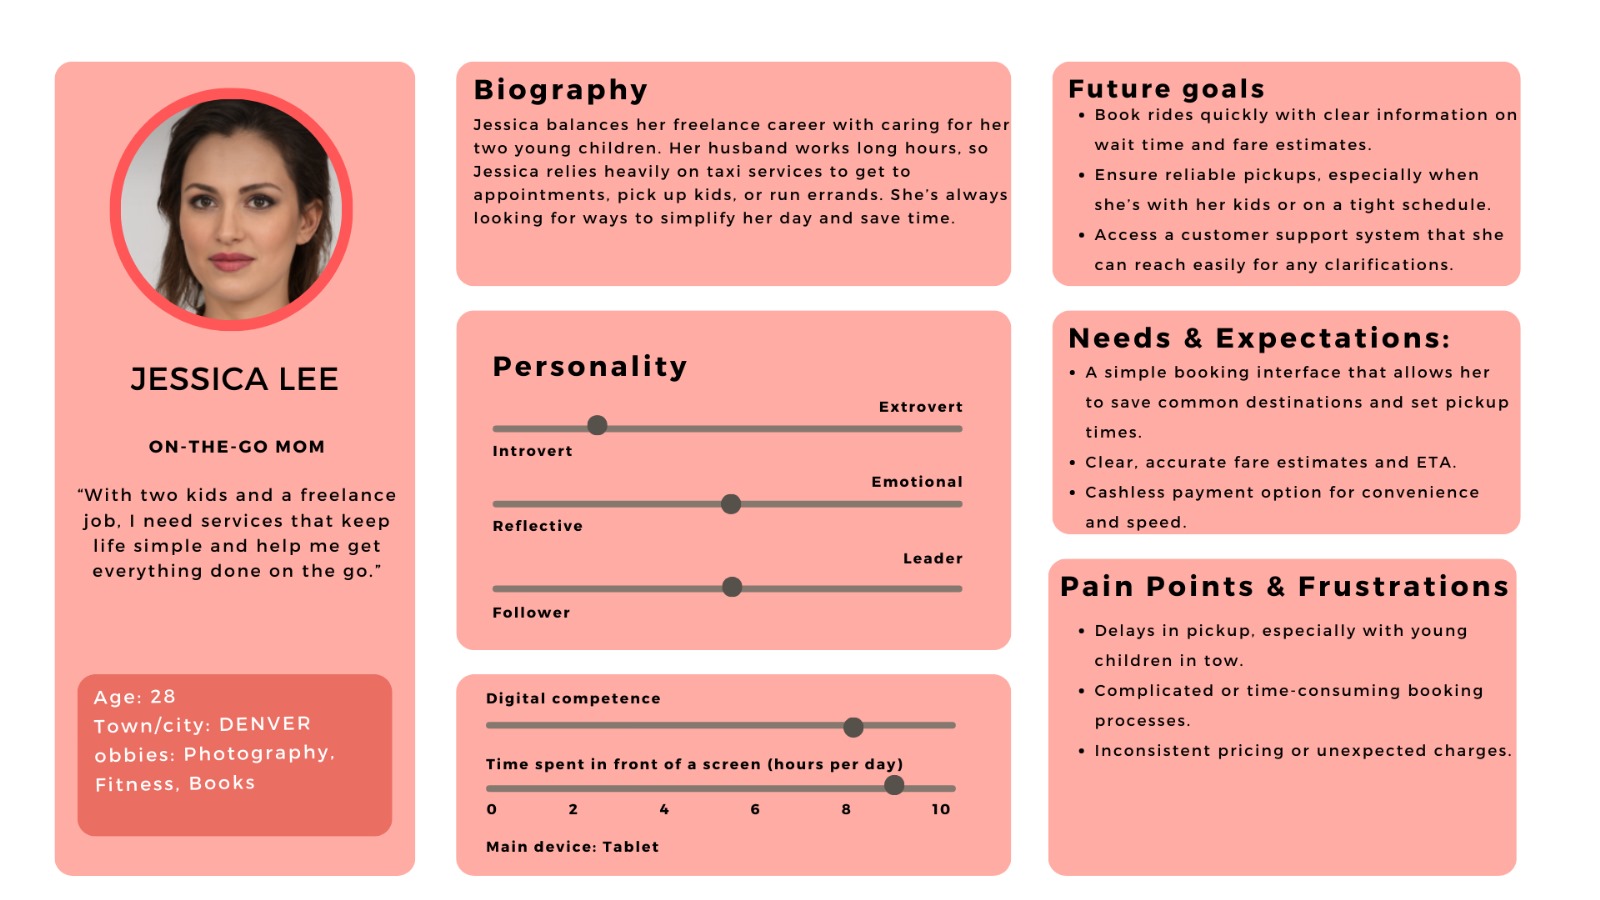 JESSICA LEE
ON-THE-GO MOM
“With two kids and a freelance
job, I need services that keep
life simple and help me get
everything done on the go.”
Age: 28
Town/city: DENVER
obbies: Photography,
Fitness, Books
Biography
Jessica balances her freelance career with caring for her
two young children. Her husband works long hours, so
Jessica relies heavily on taxi services to get to
appointments, pick up kids, or run errands. She’s always
looking for ways to simplify her day and save time.
Personality
Extrovert
Introvert
Emotional
Reflective
Leader
Follower
Digital competence
Time spent in front of a screen (hours per day)
0 2 4 6 8 10
Main device: Tablet
Future goals
• Book rides quickly with clear information on
wait time and fare estimates.
• Ensure reliable pickups, especially when
she’s with her kids or on a tight schedule.
• Access a customer support system that she
can reach easily for any clarifications.
Needs & Expectations:
• A simple booking interface that allows her
to save common destinations and set pickup
times.
• Clear, accurate fare estimates and ETA.
• Cashless payment option for convenience
and speed.
Pain Points & Frustrations
• Delays in pickup, especially with young
children in tow.
• Complicated or time-consuming booking
processes.
• Inconsistent pricing or unexpected charges.